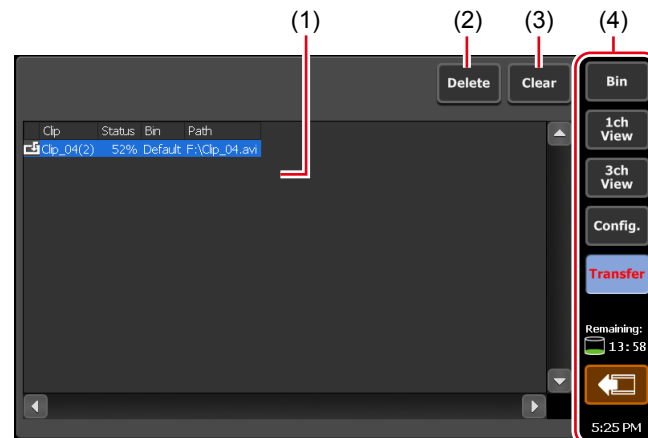 (1) (2) (3) (4)
Delete Clear Bin
1ch
View
Clip Status Bin Path
Clip_04(2) 52% Default F:\Clip_04.avi
3ch
View
Config.
Transfer
Remaining:
13:58
5:25 PM